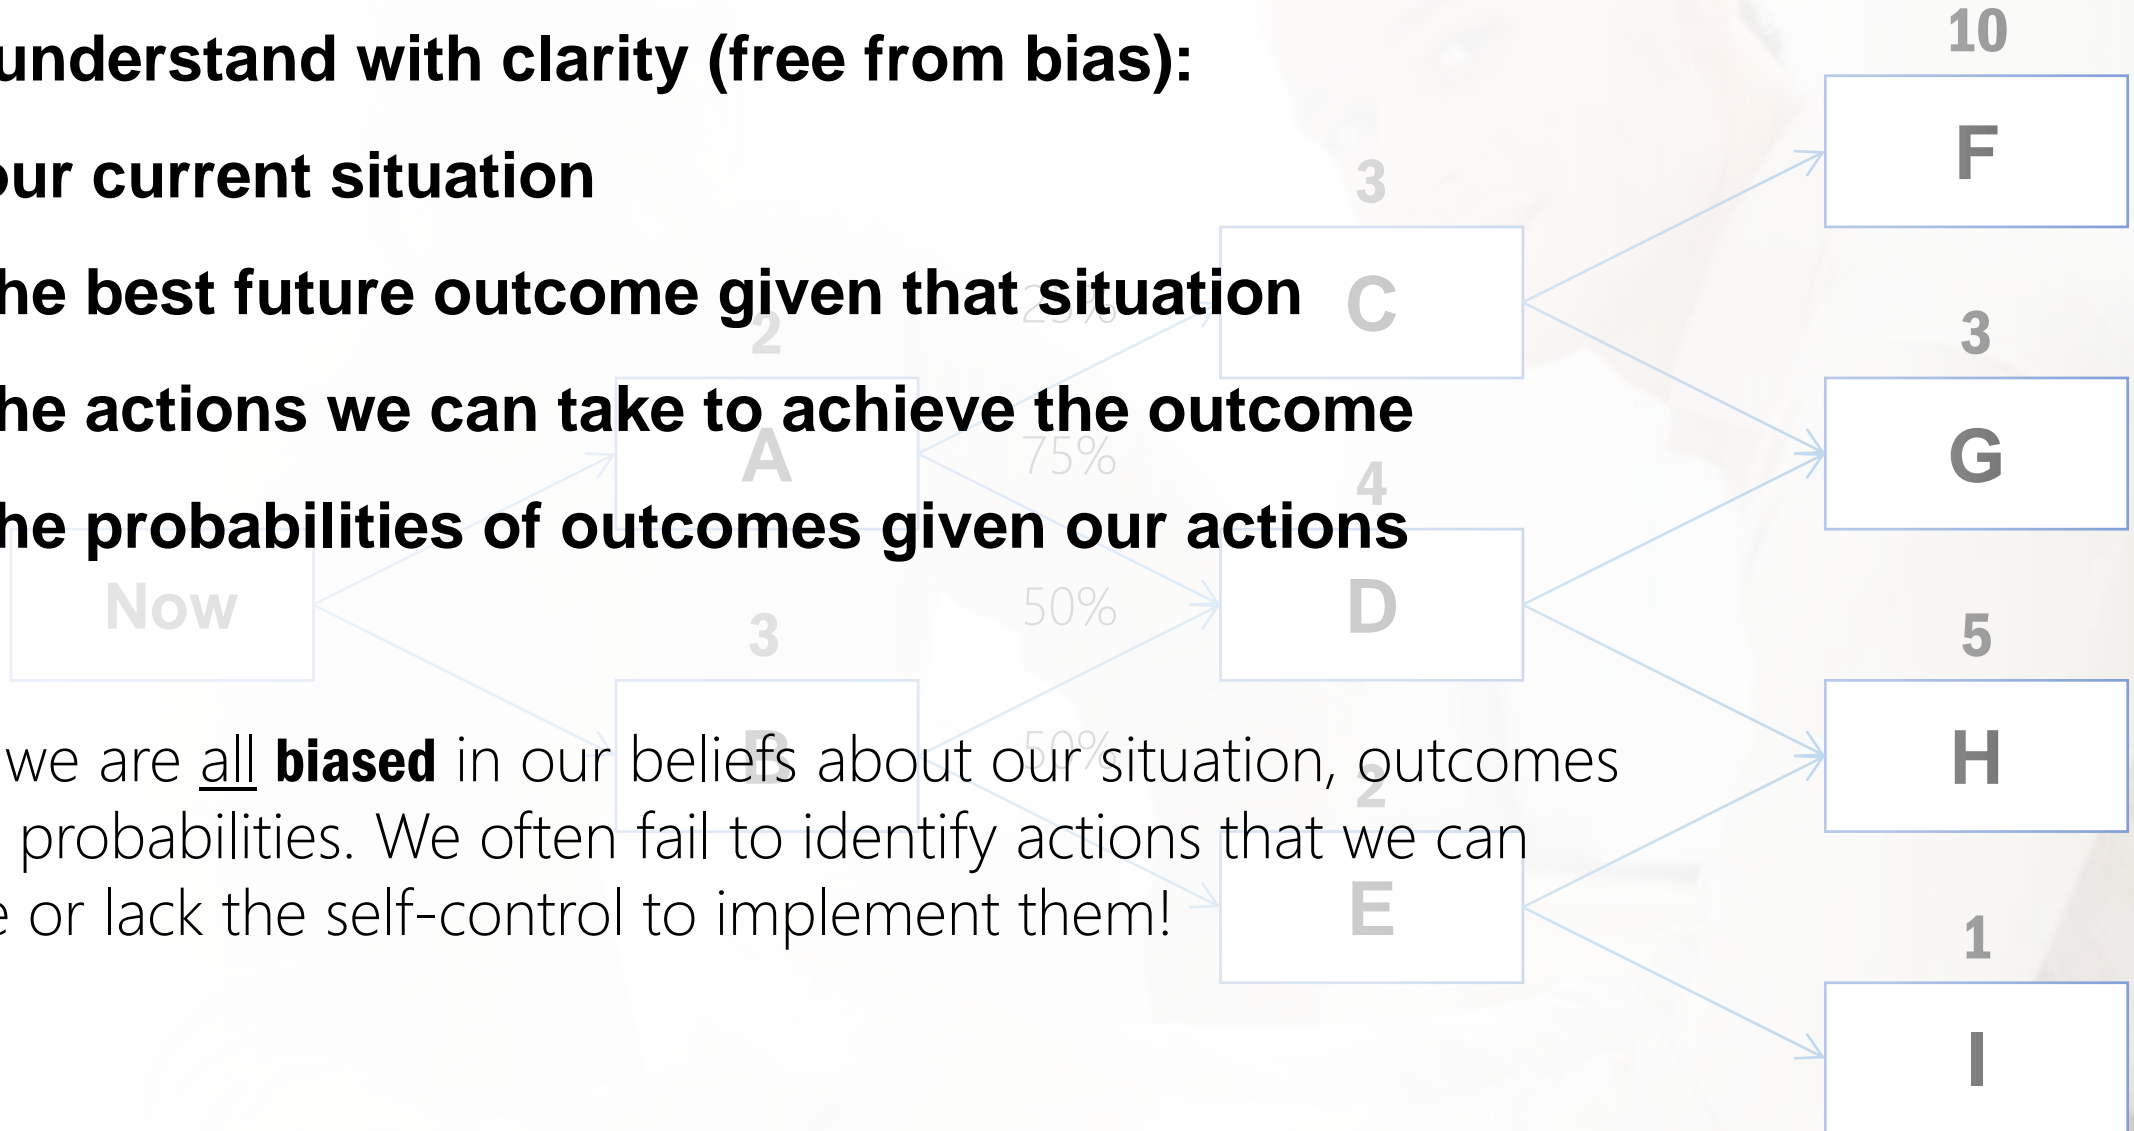 understand with clarity (free from bias):
our current situation
he best future outcome given that situation
he actions we can take to achieve the outcome
he probabilities of outcomes given our actions
we are all biased in our beliefs about our situation, outcomes
probabilities. We often fail to identify actions that we can
e or lack the self-control to implement them!
Now
2
A
3
B
25%
75%
50%
50%
3
C
4
D
2
E
10
F
3
G
5
H
1
I